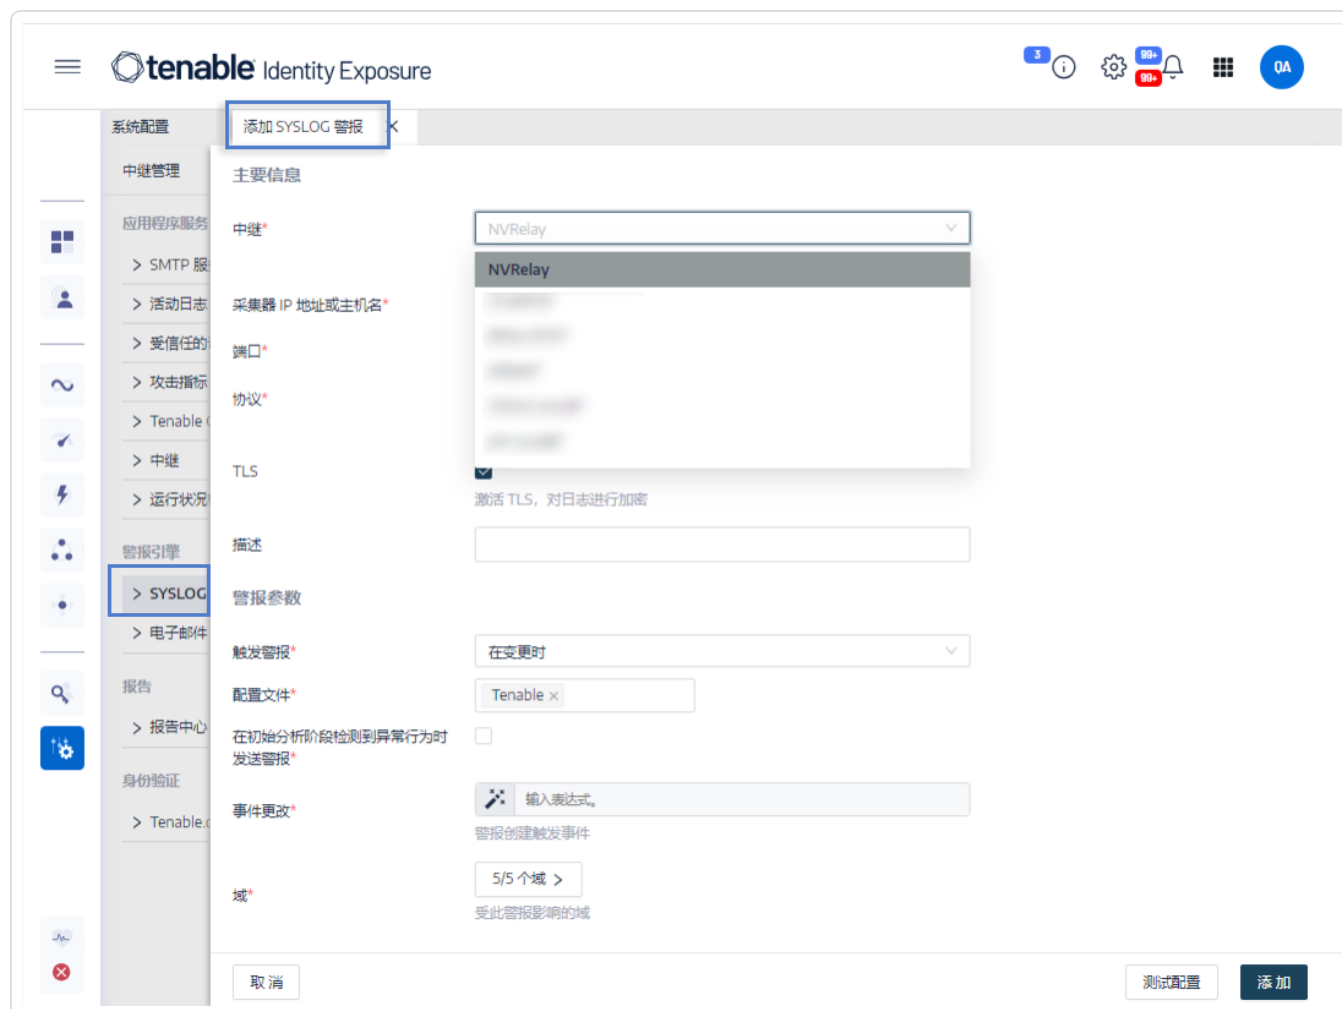 tenable Identity Exposure
3
99+
99+
QA
系统配置
添加 SYSLOG 警报
中继管理
主要信息
应用程序服务
中继*
NVRelay
NVRelay
SMTP 服
活动日志
采集器 IP 地址或主机名*
受信任的
端口*
攻击指标
协议*
Tenable
中继
TLS
运行状况
激活 TLS，对日志进行加密
警报引擎
描述
SYSLOG
警报参数
电子邮件
触发警报*
在变更时
报告
配置文件*
Tenable
报告中心
在初始分析阶段检测到异常行为时
发送警报*
身份验证
事件更改*
输入表达式。
Tenable.
警报创建触发事件
域*
5/5 个域
受此警报影响的域
取消
测试配置
添加